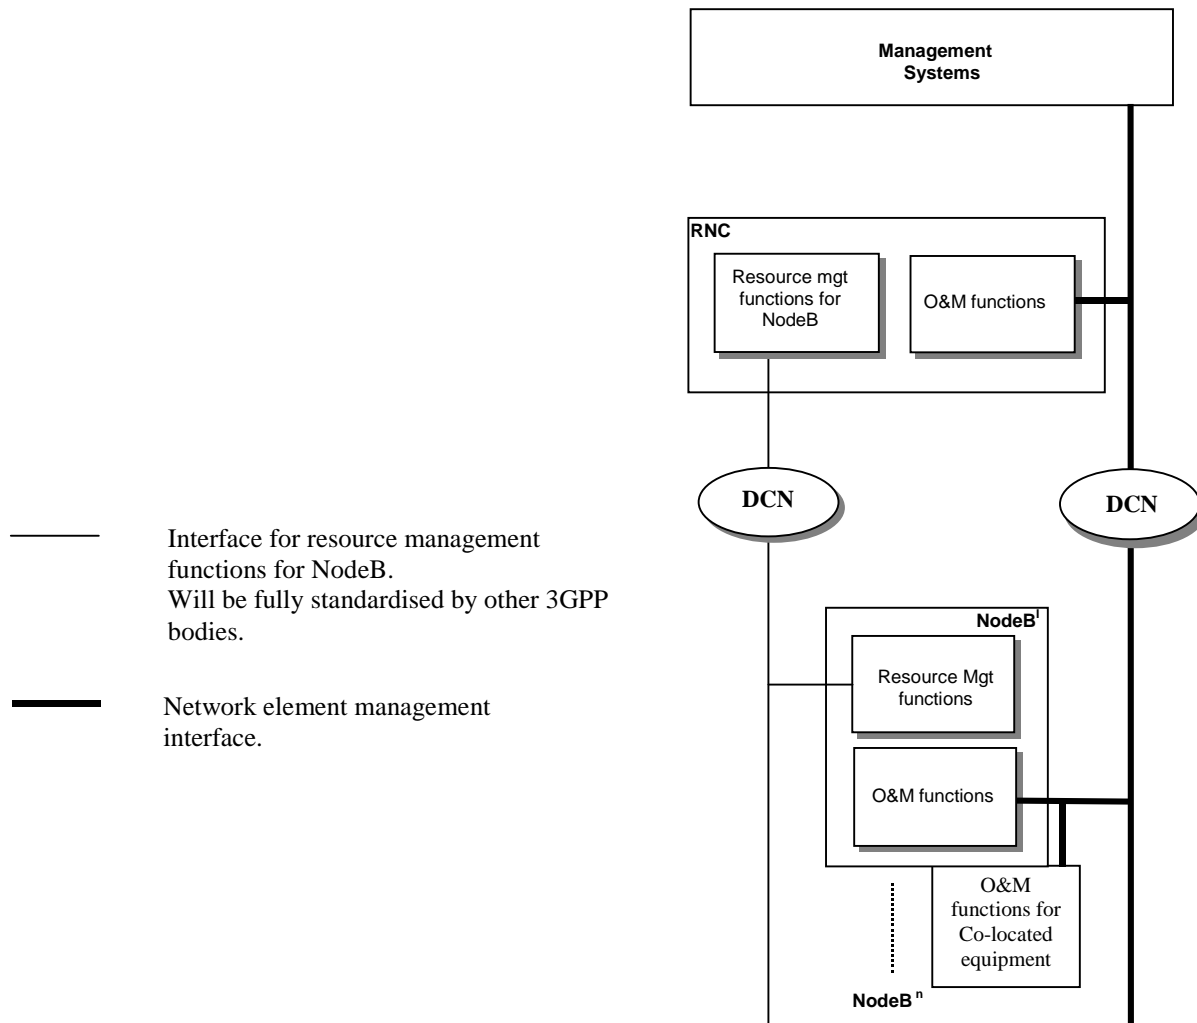 Management
Systems
RNC
Resource mgt
functions for
NodeB
O&M functions
DCN
DCN
Interface for resource management
functions for NodeB.
Will be fully standardised by other 3GPP
bodies.
NodeB
Resource Mgt
functions
Network element management
interface.
O&M functions
O&M
functions for
Co-located
equipment
NodeB n